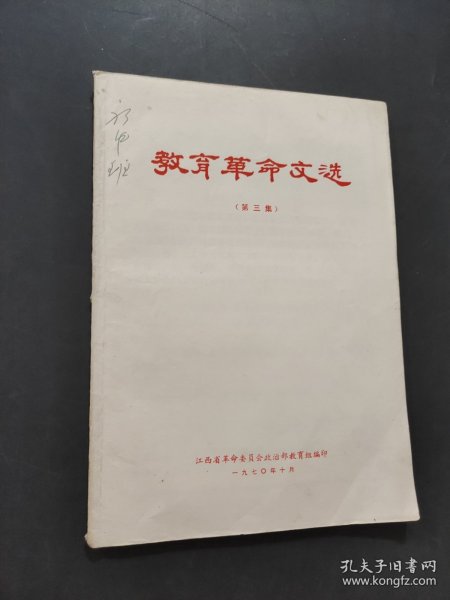 教育革命文选
(第三集)
江西省革命委员会政治部教育组编印
一九七〇年十月
孔夫子旧书网
www.kongfz.com